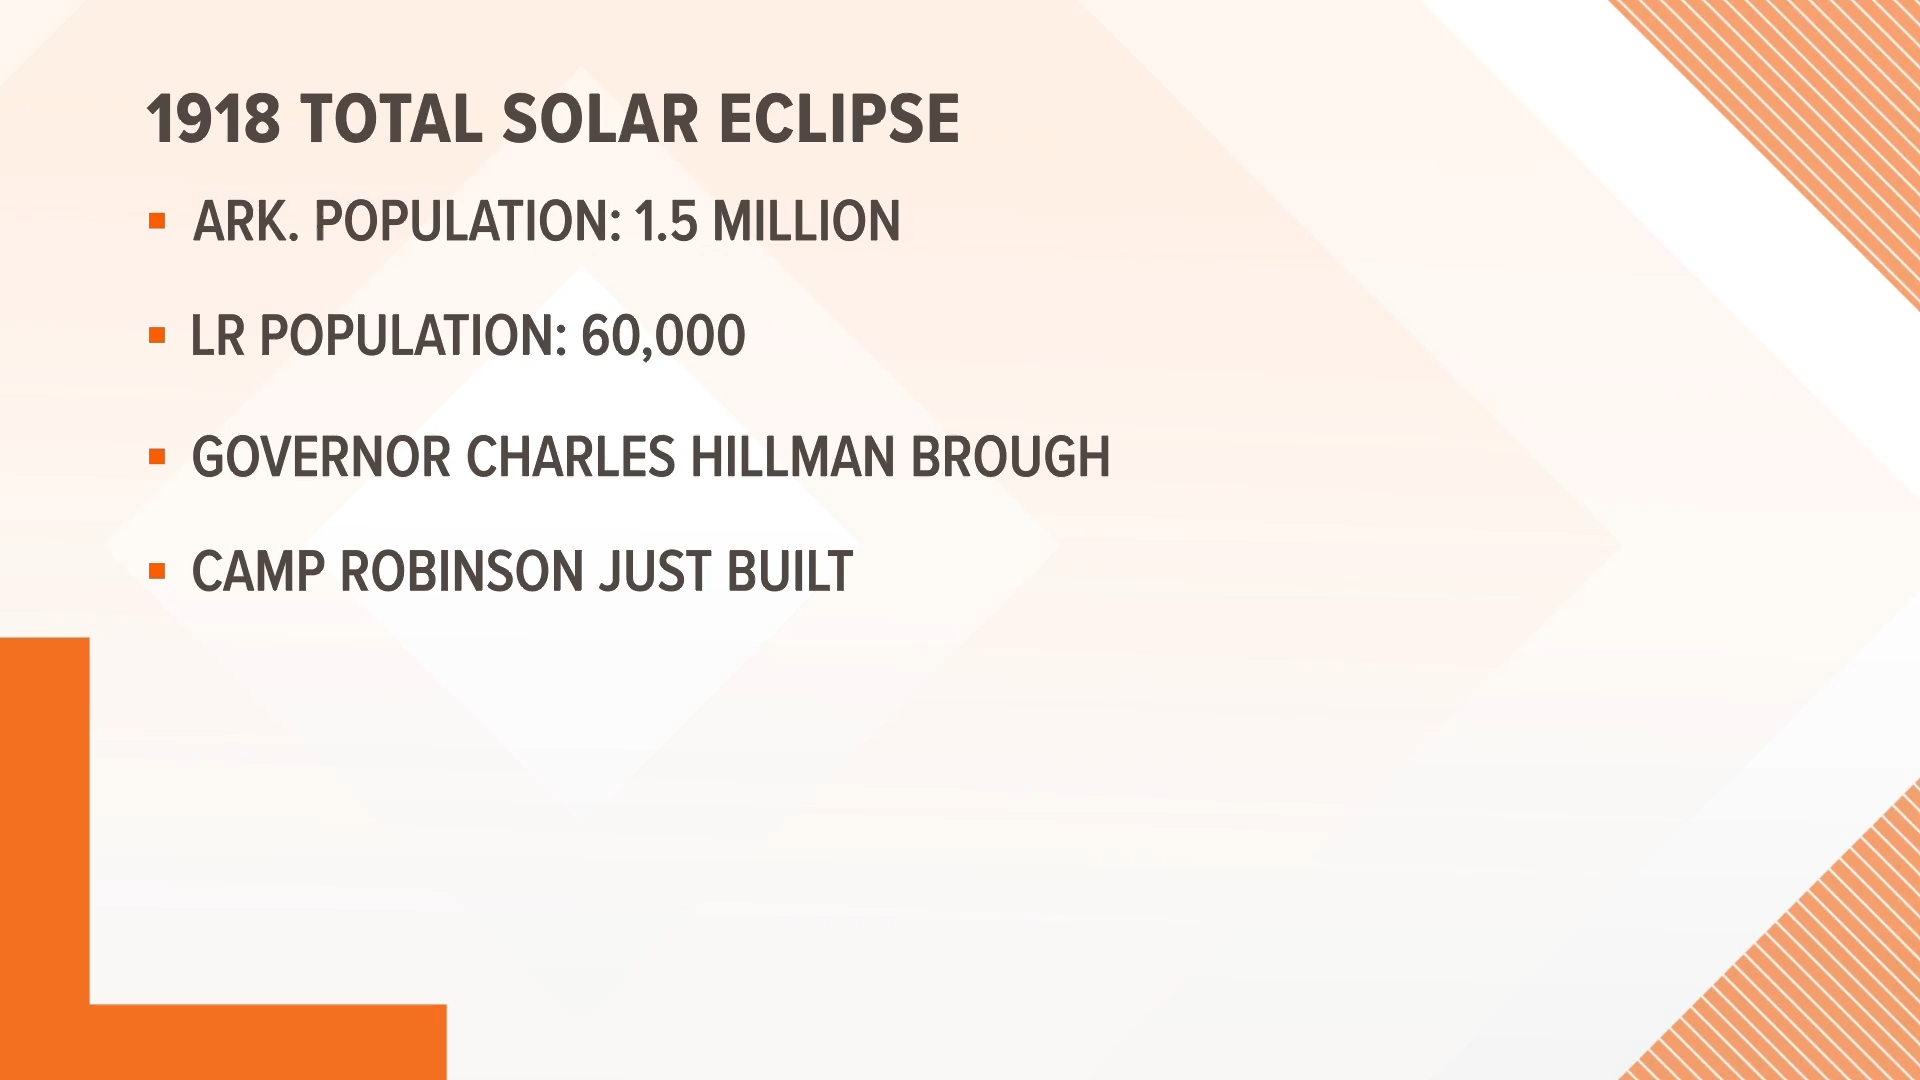 1918 TOTAL SOLAR ECLIPSE
ARK. POPULATION: 1.5 MILLION
LR POPULATION: 60,000
GOVERNOR CHARLES HILLMAN BROUGH
CAMP ROBINSON JUST BUILT